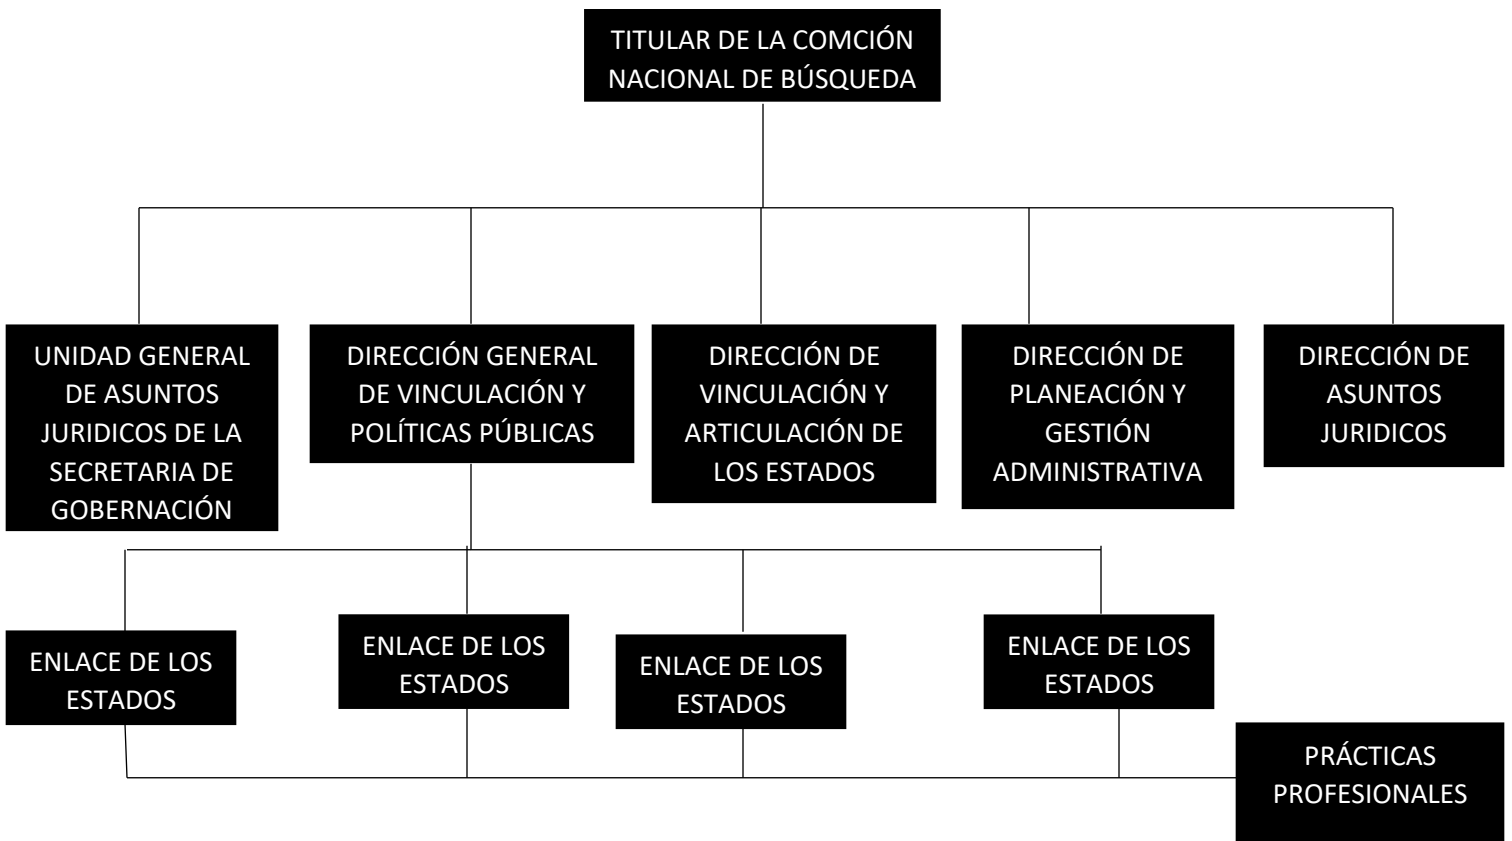 TITULAR DE LA COMCIÓN
NACIONAL DE BÚSQUEDA
UNIDAD GENERAL
DE ASUNTOS
JURIDICOS DE LA
SECRETARIA DE
GOBERNACIÓN
DIRECCIÓN GENERAL
DE VINCULACIÓN Y
POLÍTICAS PÚBLICAS
DIRECCIÓN DE
VINCULACIÓN Y
ARTICULACIÓN DE
LOS ESTADOS
DIRECCIÓN DE
PLANEACIÓN Y
GESTIÓN
ADMINISTRATIVA
DIRECCIÓN DE
ASUNTOS
JURIDICOS
ENLACE DE LOS
ESTADOS
ENLACE DE LOS
ESTADOS
ENLACE DE LOS
ESTADOS
ENLACE DE LOS
ESTADOS
PRÁCTICAS
PROFESIONALES